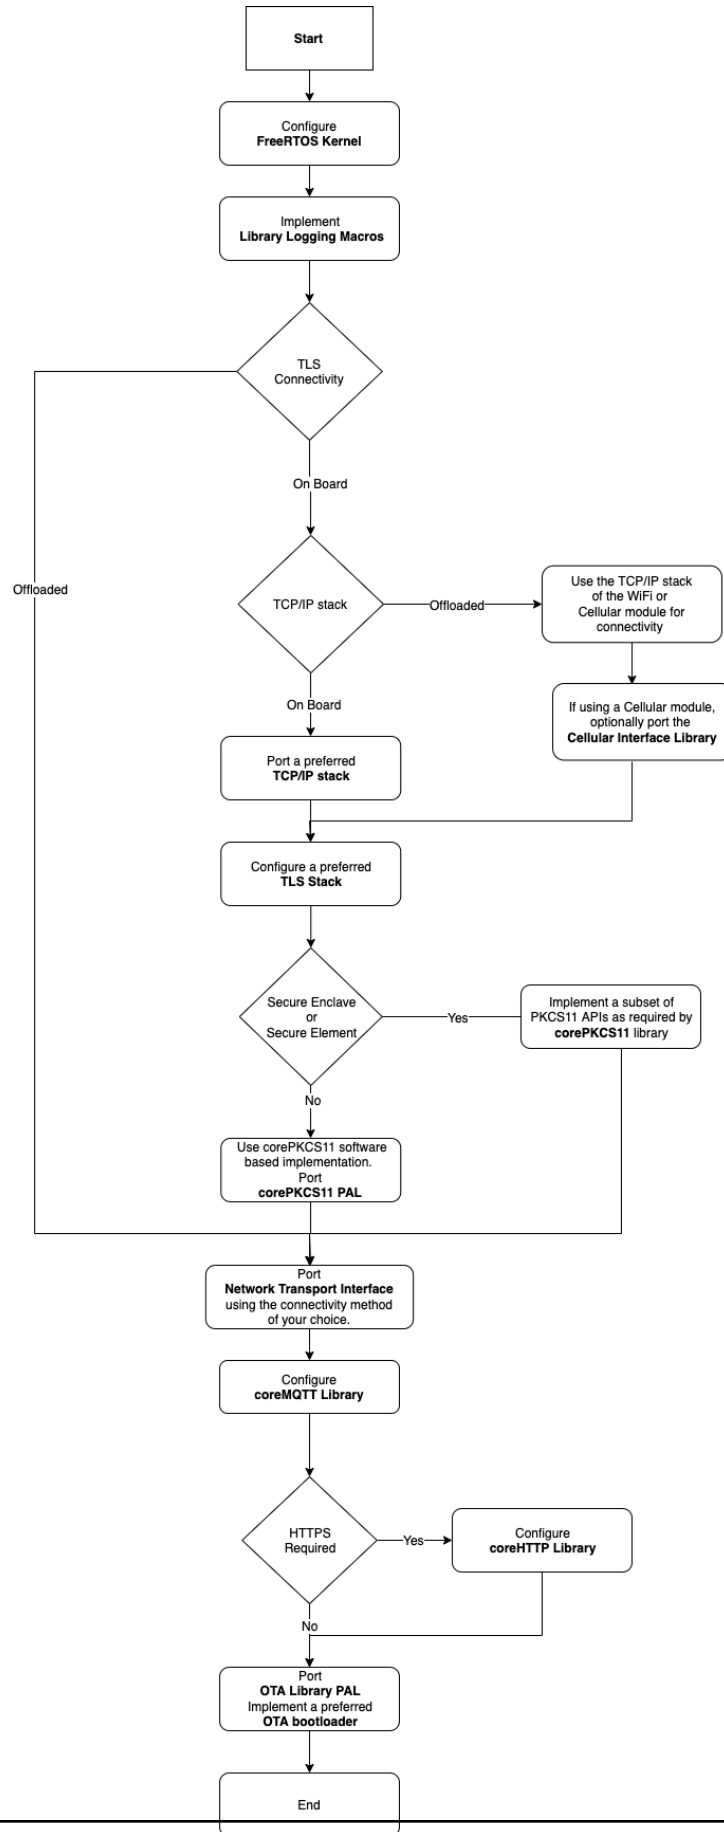 Start
Configure
FreeRTOS Kernel
Implement
Library Logging Macros
TLS
Connectivity
On Board
Offloaded
TCP/IP stack
Offloaded
Use the TCP/IP stack
of the WiFi or
Cellular module for
connectivity
If using a Cellular module,
optionally port the
Cellular Interface Library
On Board
Port a preferred
TCP/IP stack
Configure a preferred
TLS Stack
Secure Enclave
or
Secure Element
Yes
Implement a subset of
PKCS11 APIs as required by
corePKCS11 library
No
Use corePKCS11 software
based implementation.
Port
corePKCS11 PAL
Port
Network Transport Interface
using the connectivity method
of your choice.
Configure
coreMQTT Library
HTTPS
Required
Yes
Configure
coreHTTP Library
No
Port
OTA Library PAL
Implement a preferred
OTA bootloader
End